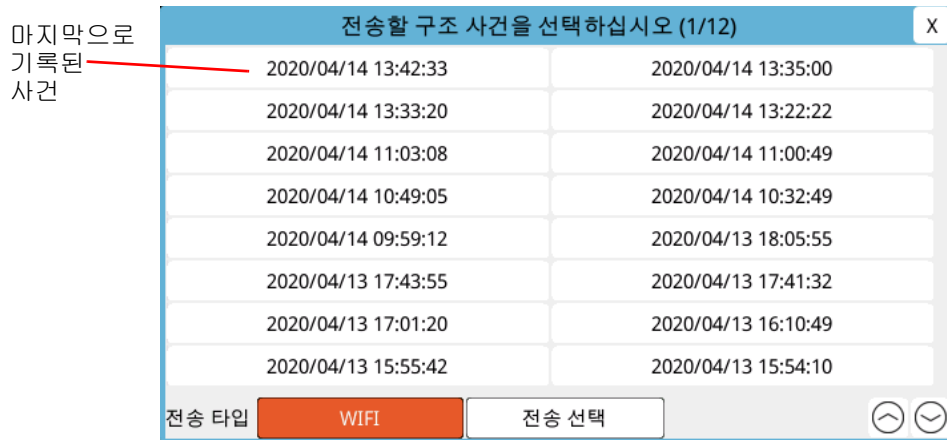 마지막으로
기록된
사건
전송할 구조 사건을 선택하십시오 (1/12)
X
2020/04/14 13:42:33 2020/04/14 13:35:00
2020/04/14 13:33:20 2020/04/14 13:22:22
2020/04/14 11:03:08 2020/04/14 11:00:49
2020/04/14 10:49:05 2020/04/14 10:32:49
2020/04/14 09:59:12 2020/04/13 18:05:55
2020/04/13 17:43:55 2020/04/13 17:41:32
2020/04/13 17:01:20 2020/04/13 16:10:49
2020/04/13 15:55:42 2020/04/13 15:54:10
전송 타입 WIFI 전송 선택